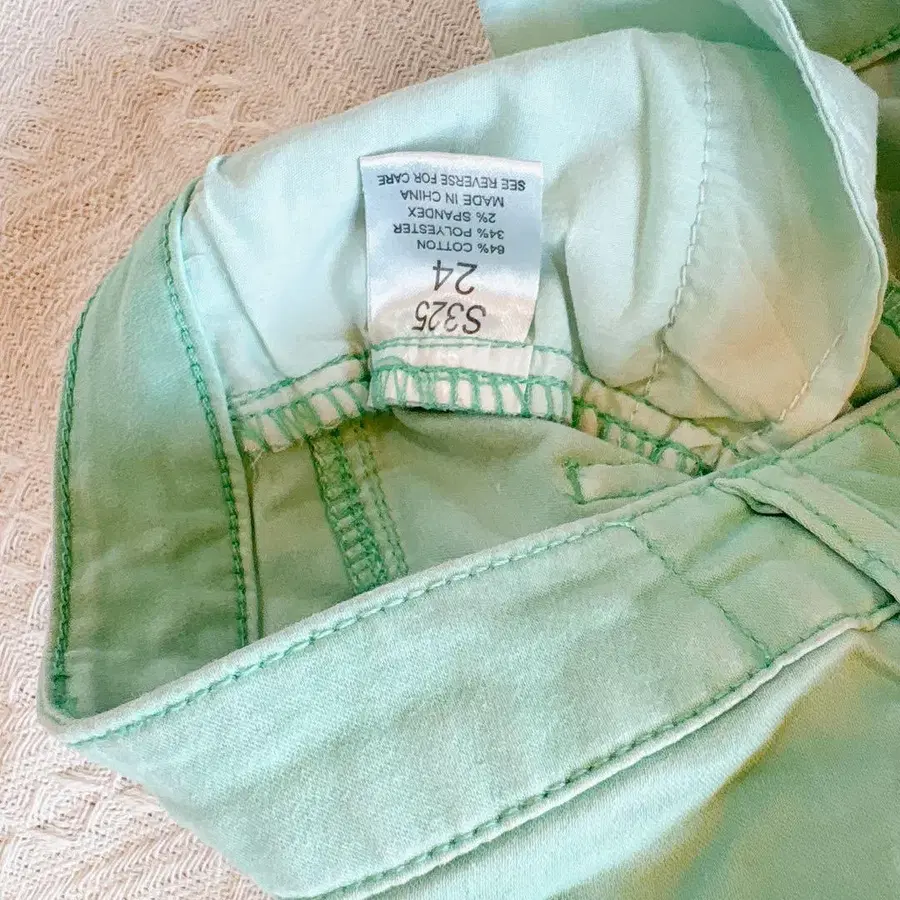 S325
24
64% COTTON
34% POLYESTER
2% SPANDEX
MADE IN CHINA
SEE REVERSE FOR CARE